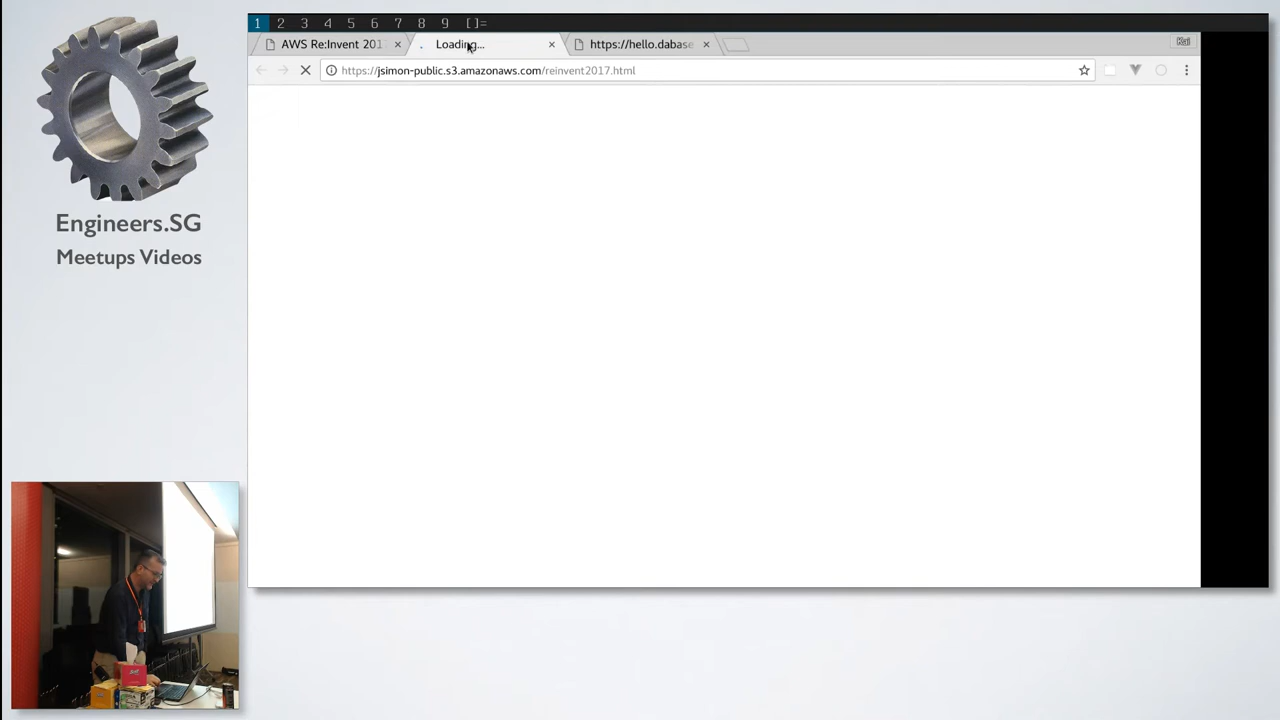 1 2 3 4 5 6 7 8 9 []=
AWS Re:Invent 201
Loading...
https://hello.dabase
Kai
https://jsimon-public.s3.amazonaws.com/reinvent2017.html
Engineers.SG
Meetups Videos